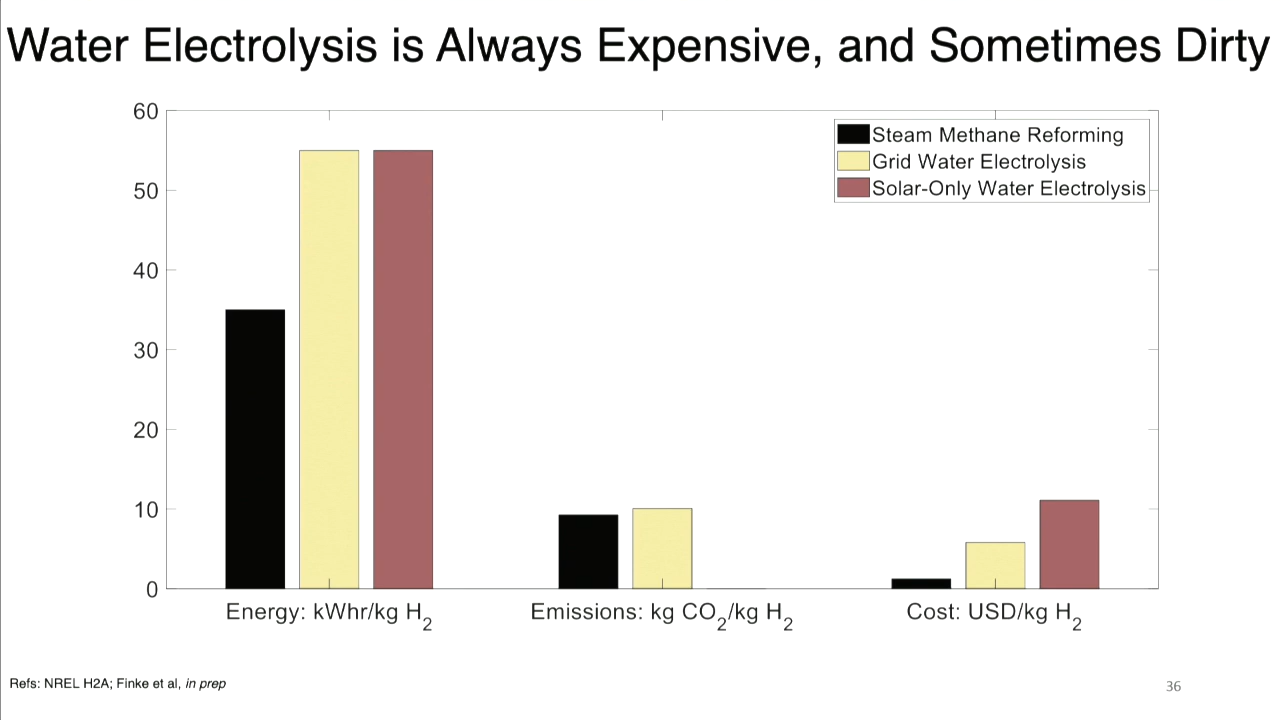 Water Electrolysis is Always Expensive, and Sometimes Dirty
60
50
40
30
20
10
0
Steam Methane Reforming
Grid Water Electrolysis
Solar-Only Water Electrolysis
Energy: kWhr/kg H₂
Emissions: kg CO₂/kg H₂
Cost: USD/kg H₂
Refs: NREL H2A; Finke et al, in prep
36